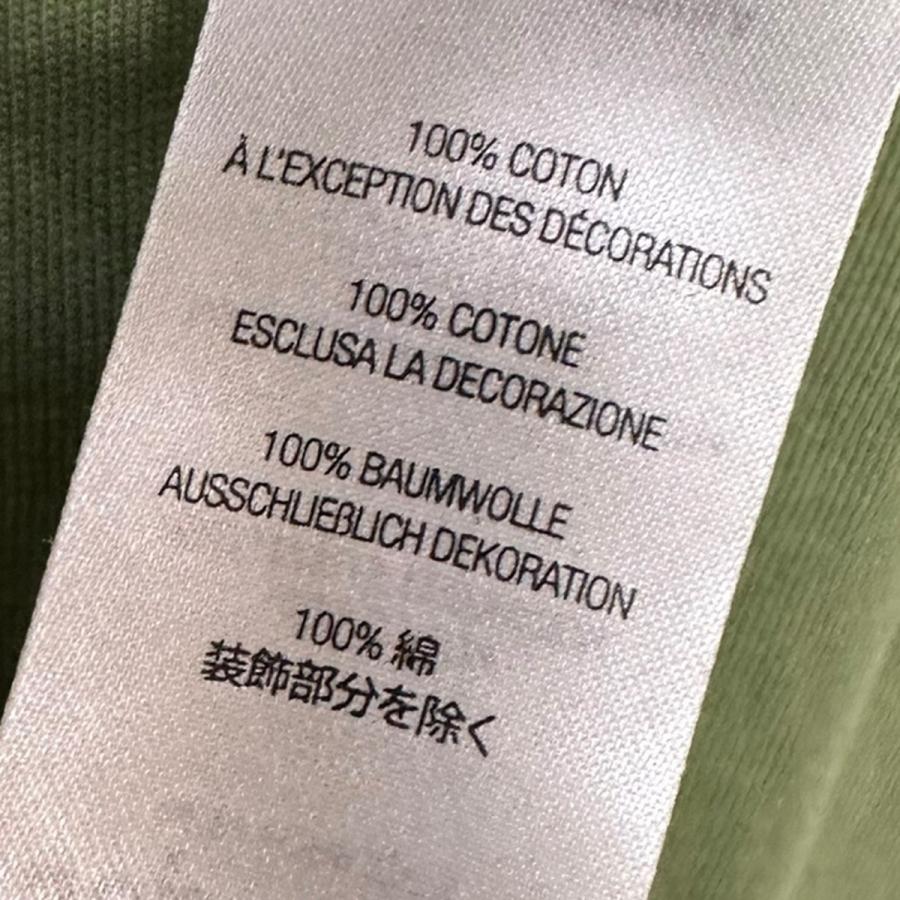 100% COTON
À L'EXCEPTION DES DÉCORATIONS
100% COTONE
ESCLUSA LA DECORAZIONE
100% BAUMWOLLE
AUSSCHLIEßLICH DEKORATION
100% 綿
装飾部分を除く